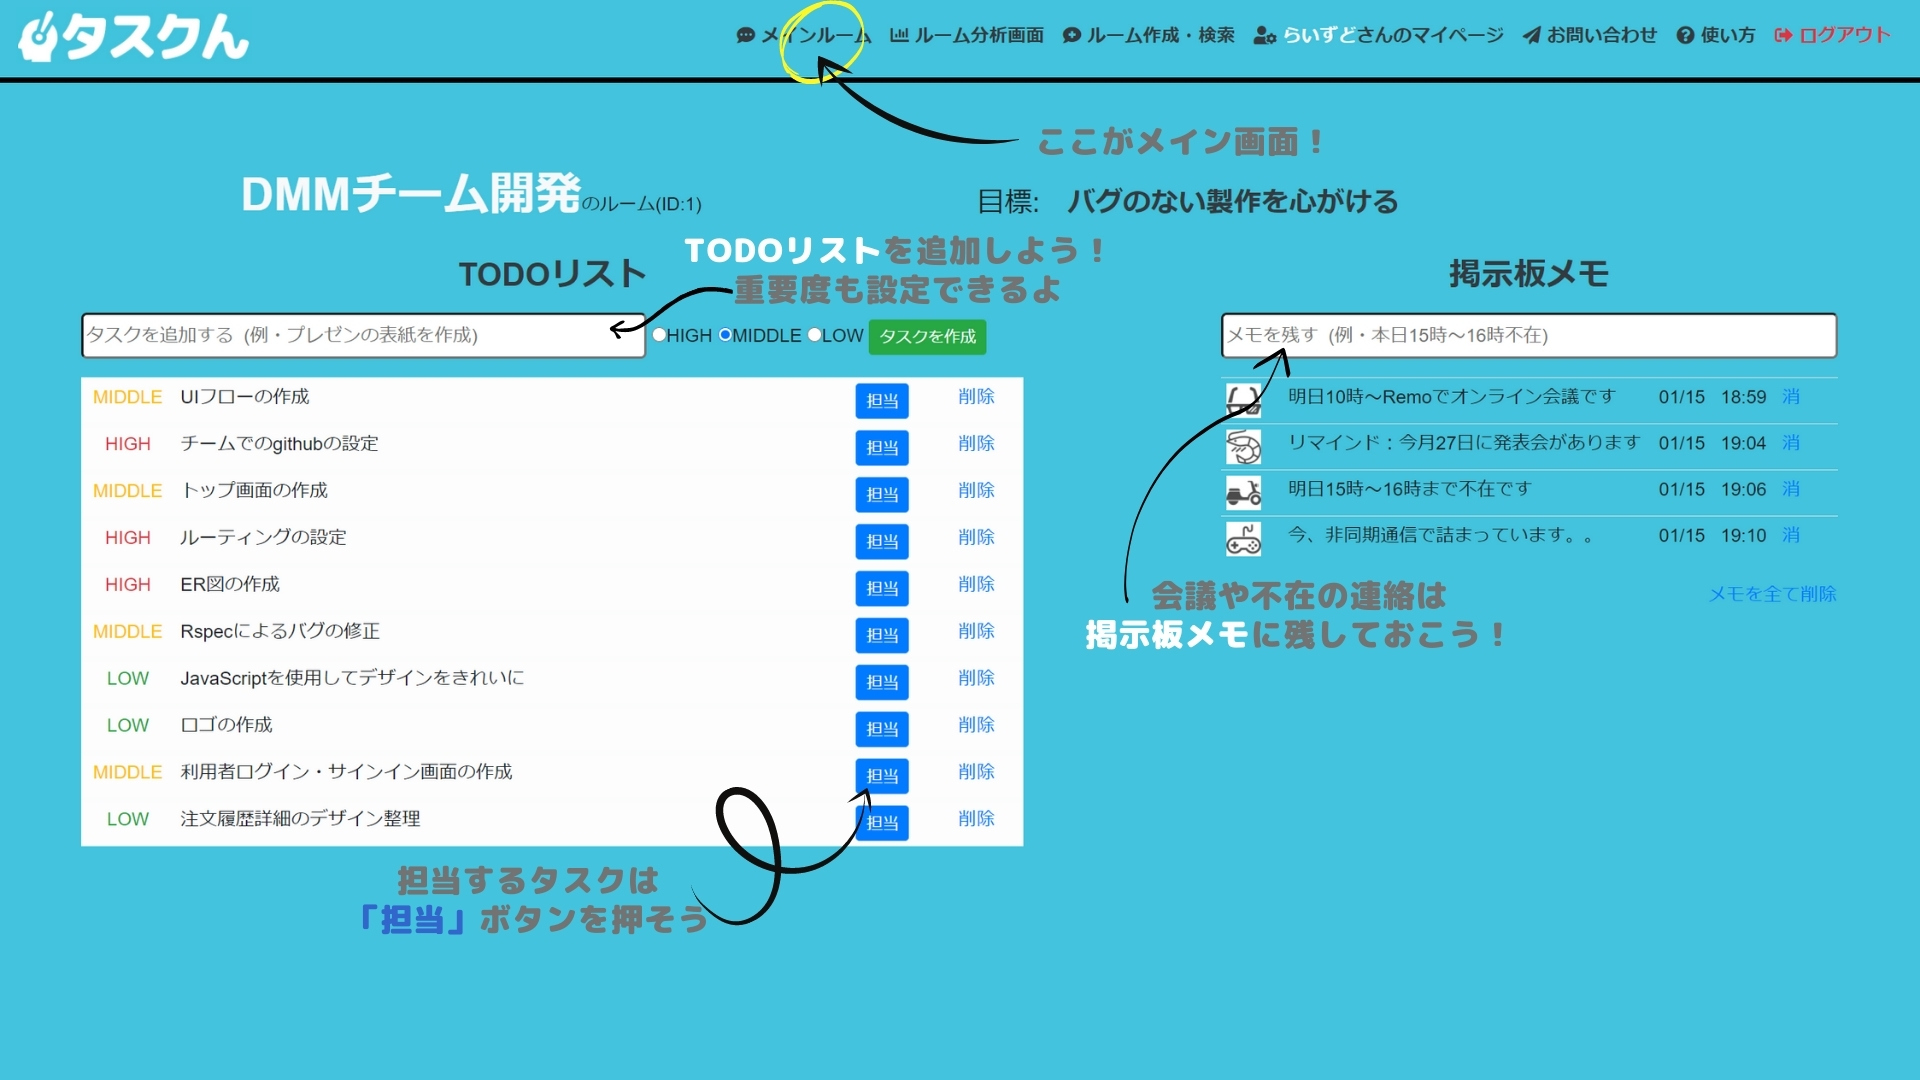 タスクん
メインルーム ルーム分析画面 ルーム作成・検索 らいずどさんのマイページ お問い合わせ 使い方 ログアウト
ここがメイン画面！
DMMチーム開発のルーム(ID:1)
目標: バグのない製作を心がける
TODOリストを追加しよう！
重要度も設定できるよ
TODOリスト
タスクを追加する (例・プレゼンの表紙を作成) HIGH MIDDLE LOW タスクを作成
MIDDLE UIフローの作成 担当 削除
HIGH チームでのgithubの設定 担当 削除
MIDDLE トップ画面の作成 担当 削除
HIGH ルーティングの設定 担当 削除
HIGH ER図の作成 担当 削除
MIDDLE Rspecによるバグの修正 担当 削除
LOW JavaScriptを使用してデザインをきれいに 担当 削除
LOW ロゴの作成 担当 削除
MIDDLE 利用者ログイン・サインイン画面の作成 担当 削除
LOW 注文履歴詳細のデザイン整理 担当 削除
担当するタスクは
「担当」ボタンを押そう
掲示板メモ
メモを残す (例・本日15時～16時不在)
明日10時～Remoでオンライン会議です 01/15 18:59 消
リマインド：今月27日に発表会があります 01/15 19:04 消
明日15時～16時まで不在です 01/15 19:06 消
今、非同期通信で詰まっています。。 01/15 19:10 消
メモを全て削除
会議や不在の連絡は
掲示板メモに残しておこう！